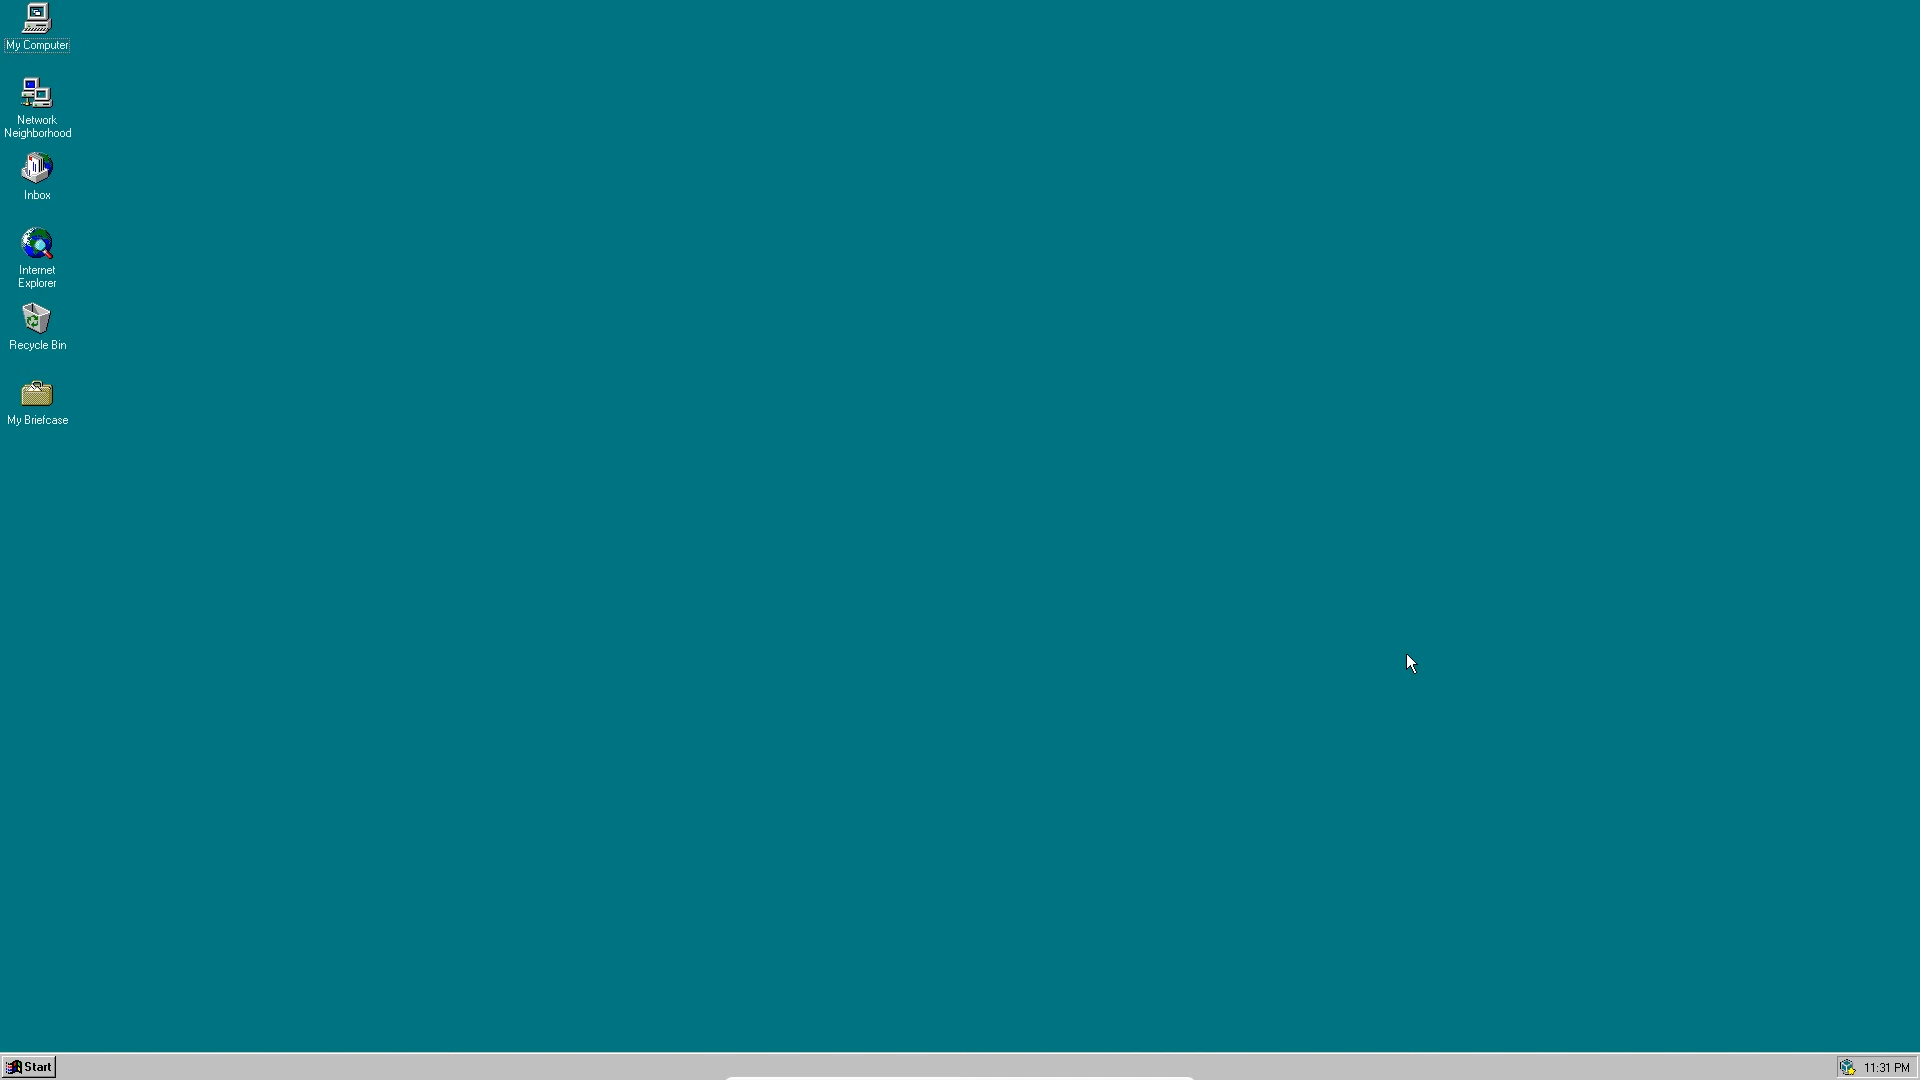 My Computer
Network
Neighborhood
Inbox
Internet
Explorer
Recycle Bin
My Briefcase
Start
11:31 PM